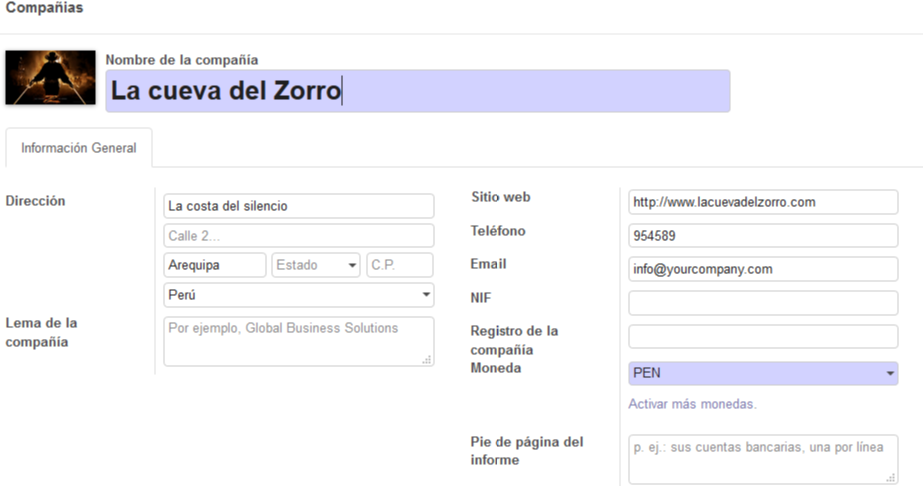 Compañias
Nombre de la compañía
La cueva del Zorro
Información General
Dirección
La costa del silencio
Calle 2...
Arequipa Estado C.P.
Perú
Lema de la
compañía
Por ejemplo, Global Business Solutions
Sitio web
http://www.lacuevadelzorro.com
Teléfono
954589
Email
info@yourcompany.com
NIF
Registro de la
compañía
Moneda
PEN
Activar más monedas.
Pie de página del
informe
p. ej.: sus cuentas bancarias, una por línea